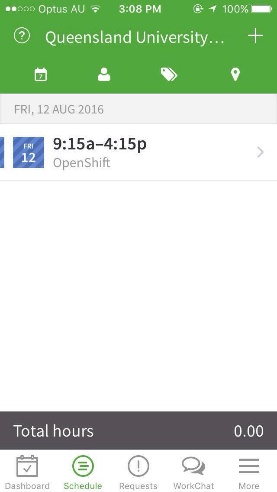 Optus AU 3:08 PM 100%
? Queensland University... +
7
FRI, 12 AUG 2016
FRI
12
9:15a–4:15p
OpenShift
Total hours 0.00
Dashboard Schedule Requests WorkChat More